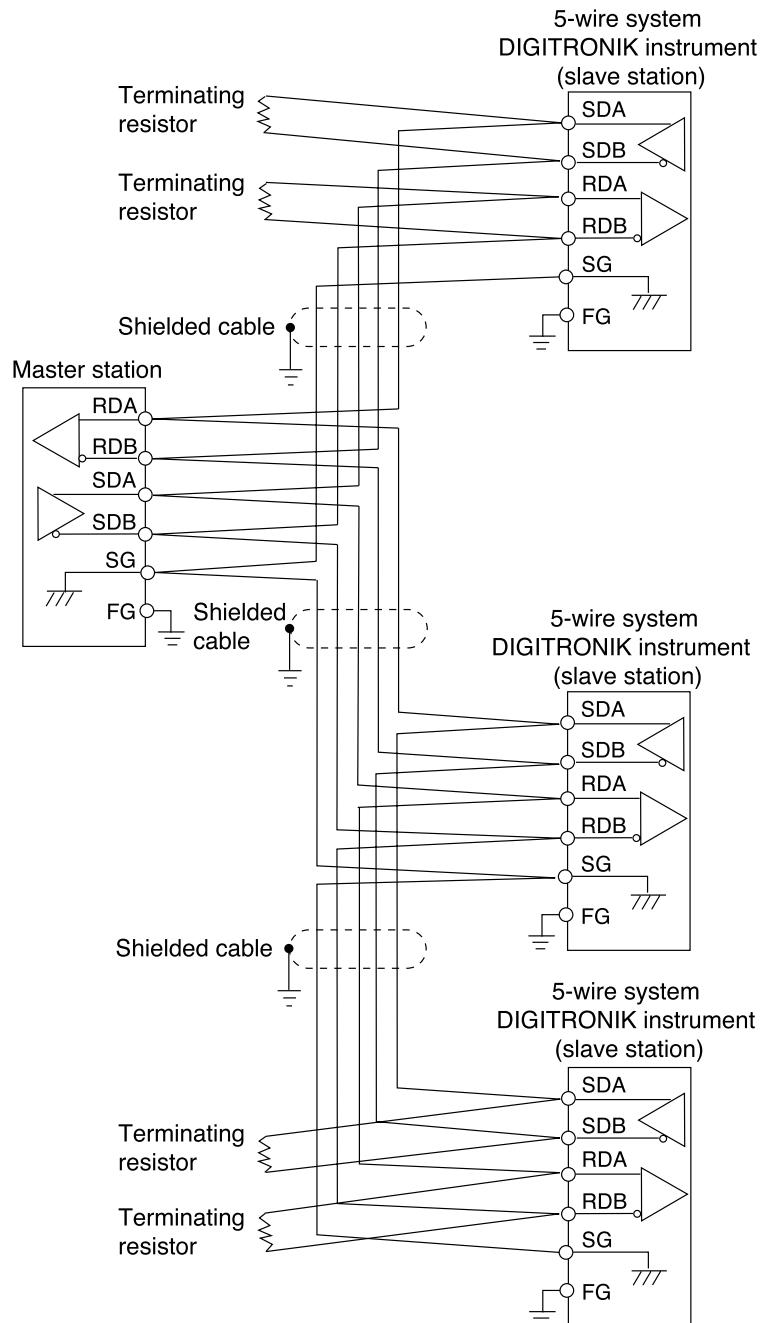 5-wire system
DIGITRONIK instrument
(slave station)
Terminating
resistor
SDA
SDB
Terminating
resistor
RDA
RDB
SG
FG
Shielded cable
Master station
RDA
RDB
SDA
SDB
SG
FG
Shielded
cable
5-wire system
DIGITRONIK instrument
(slave station)
SDA
SDB
RDA
RDB
SG
FG
Shielded cable
5-wire system
DIGITRONIK instrument
(slave station)
SDA
SDB
Terminating
resistor
RDA
RDB
Terminating
resistor
SG
FG